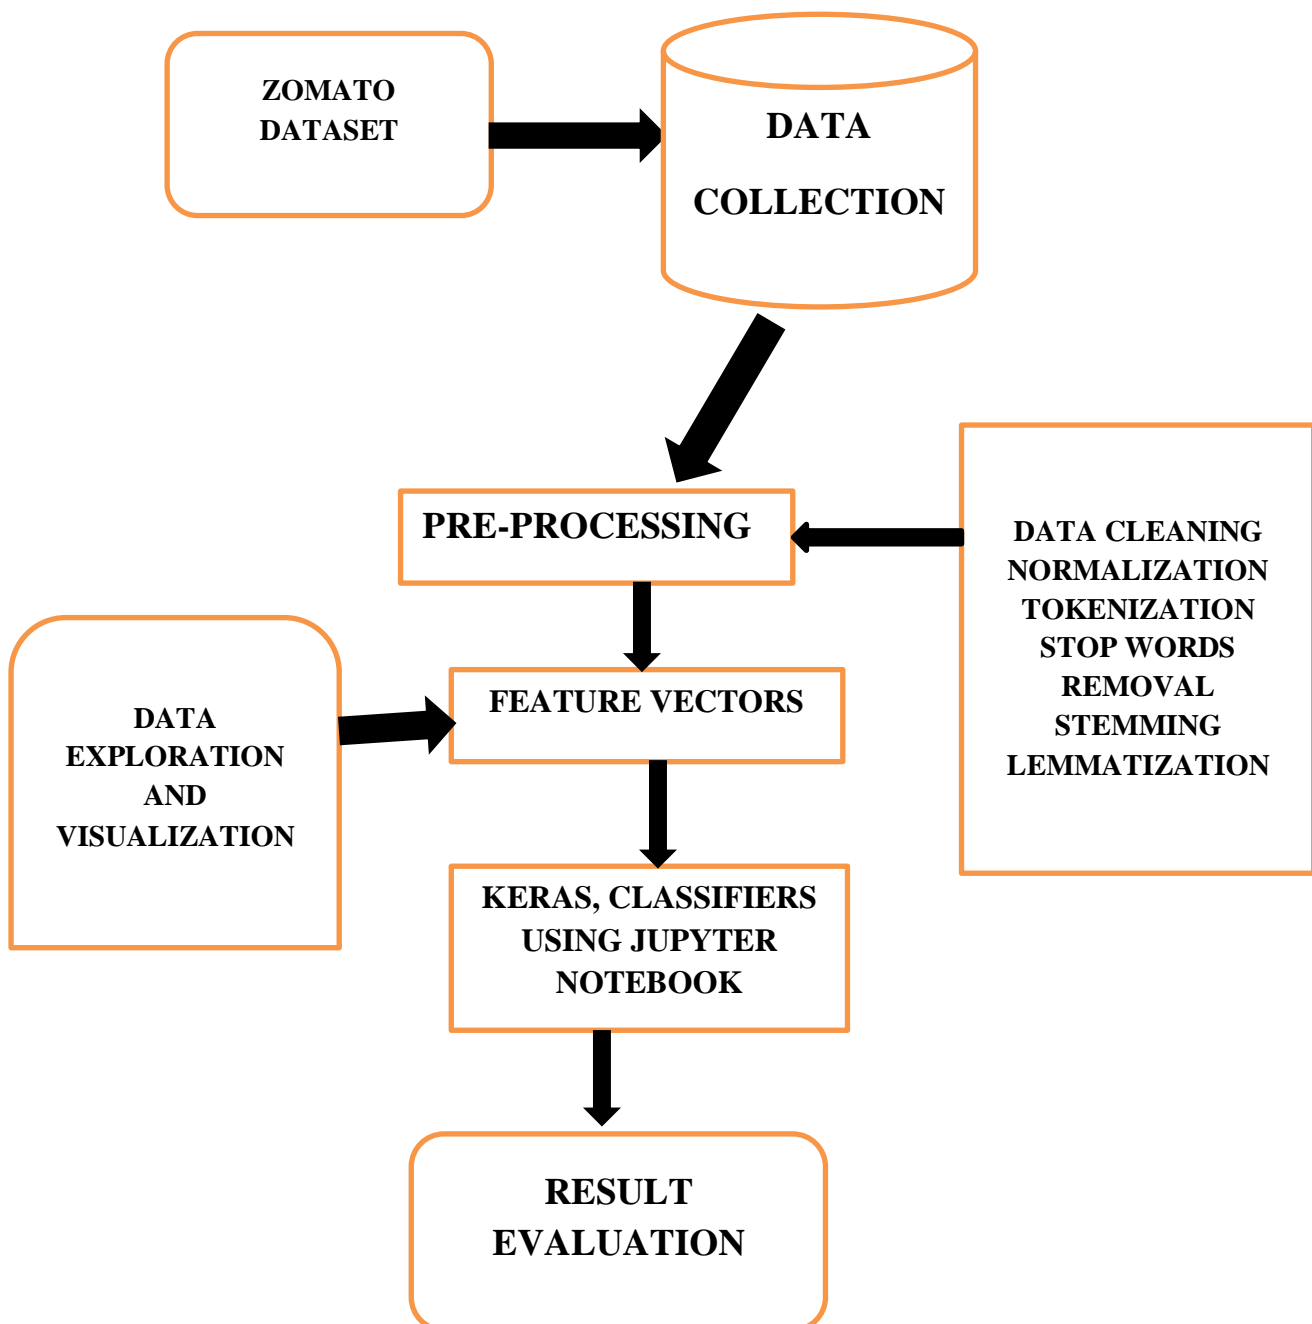 ZOMATO
DATASET
DATA
COLLECTION
PRE-PROCESSING
DATA CLEANING
NORMALIZATION
TOKENIZATION
STOP WORDS
REMOVAL
STEMMING
LEMMATIZATION
FEATURE VECTORS
DATA
EXPLORATION
AND
VISUALIZATION
KERAS, CLASSIFIERS
USING JUPYTER
NOTEBOOK
RESULT
EVALUATION